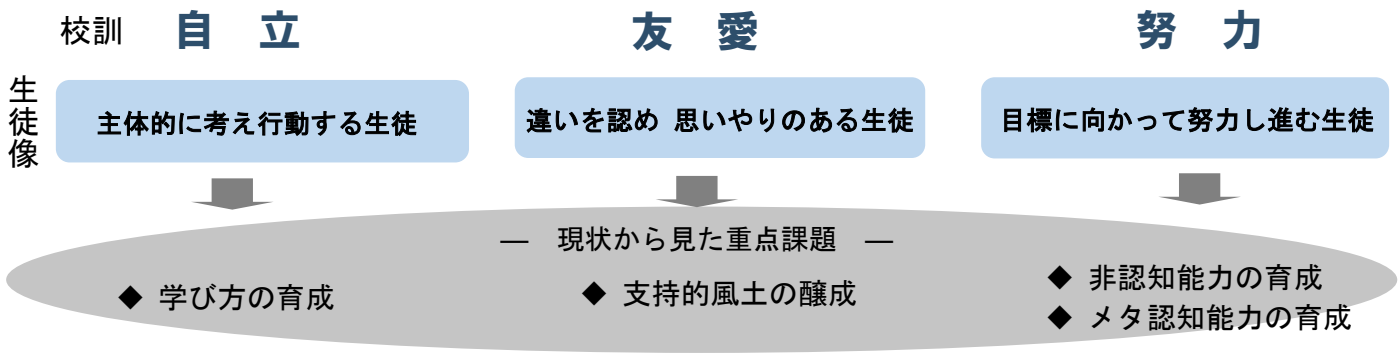 校訓 自 立 友 愛 努 力
生徒像
主体的に考え行動する生徒
違いを認め 思いやりのある生徒
目標に向かって努力し進む生徒
― 現状から見た重点課題 ―
◆ 学び方の育成
◆ 支持的風土の醸成
◆ 非認知能力の育成
◆ メタ認知能力の育成